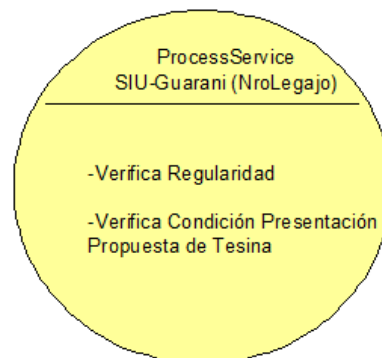 ProcessService
SIU-Guarani (NroLegajo)
-Verifica Regularidad
-Verifica Condición Presentación
Propuesta de Tesina